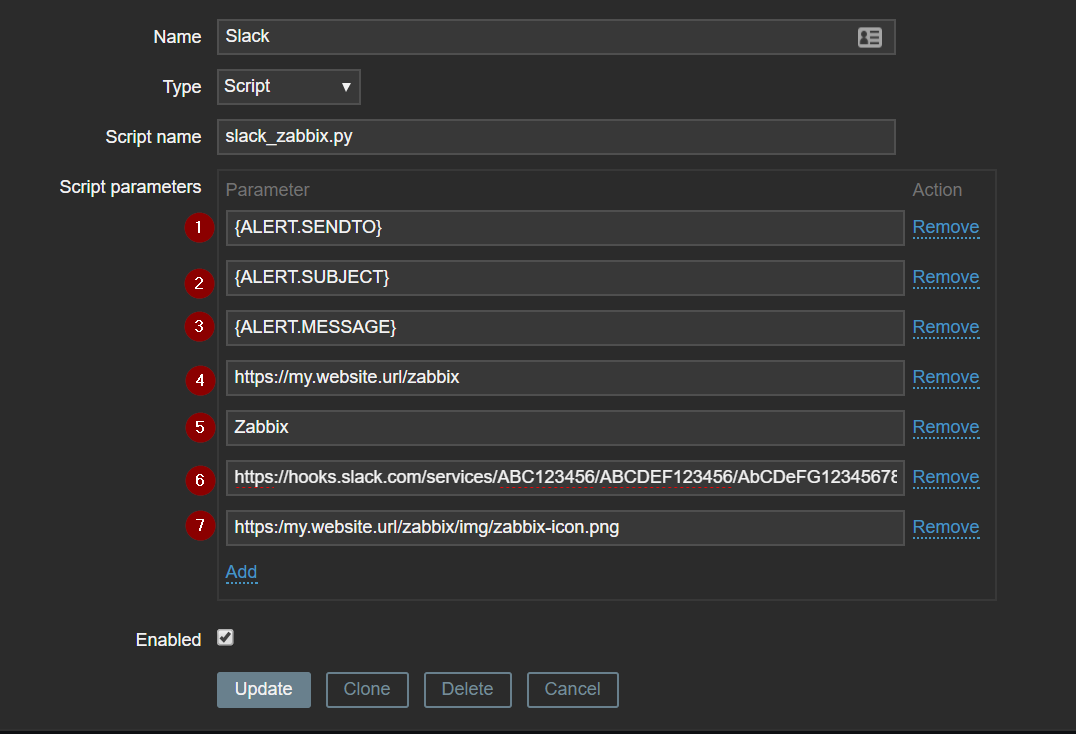 Name Slack
Type Script
Script name slack_zabbix.py
Script parameters Parameter Action
1 {ALERT.SENDTO} Remove
2 {ALERT.SUBJECT} Remove
3 {ALERT.MESSAGE} Remove
4 https://my.website.url/zabbix Remove
5 Zabbix Remove
6 https://hooks.slack.com/services/ABC123456/ABCDEF123456/AbCDeFG12345678 Remove
7 https:/my.website.url/zabbix/img/zabbix-icon.png Remove
Add
Enabled
Update Clone Delete Cancel